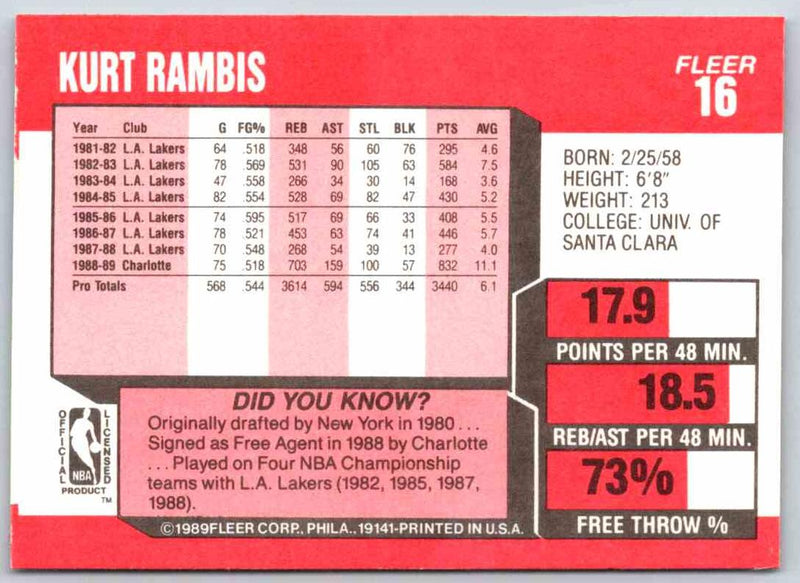 KURT RAMBIS
FLEER
16
Year Club G FG% REB AST STL BLK PTS AVG
1981-82 L.A. Lakers 64 .518 348 56 60 76 295 4.6
1982-83 L.A. Lakers 78 .569 531 90 105 63 584 7.5
1983-84 L.A. Lakers 47 .558 266 34 30 14 168 3.6
1984-85 L.A. Lakers 82 .554 528 69 82 47 430 5.2
1985-86 L.A. Lakers 74 .595 517 69 66 33 408 5.5
1986-87 L.A. Lakers 78 .521 453 63 74 41 446 5.7
1987-88 L.A. Lakers 70 .548 268 54 39 13 277 4.0
1988-89 Charlotte 75 .518 703 159 100 57 832 11.1
Pro Totals 568 .544 3614 594 556 344 3440 6.1
BORN: 2/25/58
HEIGHT: 6'8"
WEIGHT: 213
COLLEGE: UNIV. OF
SANTA CLARA
17.9
POINTS PER 48 MIN.
18.5
REB/AST PER 48 MIN.
73%
FREE THROW %
DID YOU KNOW?
Originally drafted by New York in 1980 . . .
Signed as Free Agent in 1988 by Charlotte
. . . Played on Four NBA Championship
teams with L.A. Lakers (1982, 1985, 1987,
1988).
OFFICIAL
LICENSED
NBA
PRODUCT
TM
©1989 FLEER CORP., PHILA., 19141-PRINTED IN U.S.A.